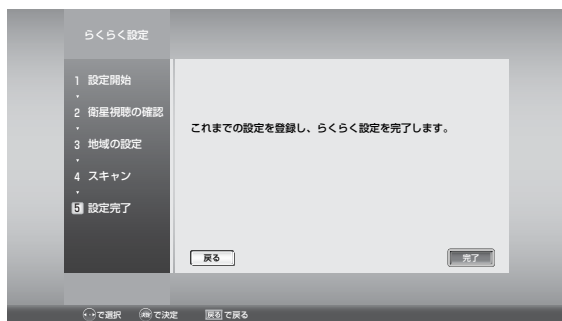 らくらく設定
1 設定開始
2 衛星視聴の確認
3 地域の設定
4 スキャン
5 設定完了
これまでの設定を登録し、らくらく設定を完了します。
戻る 完了
で選択 決定 で決定 戻る で戻る